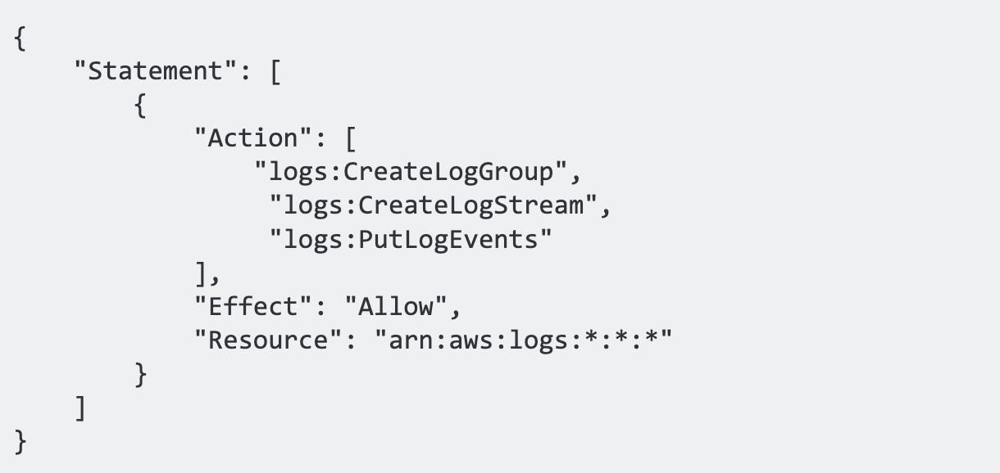 {
    "Statement": [
        {
            "Action": [
                "logs:CreateLogGroup",
                 "logs:CreateLogStream",
                 "logs:PutLogEvents"
            ],
            "Effect": "Allow",
            "Resource": "arn:aws:logs:*:*:*"
        }
    ]
}